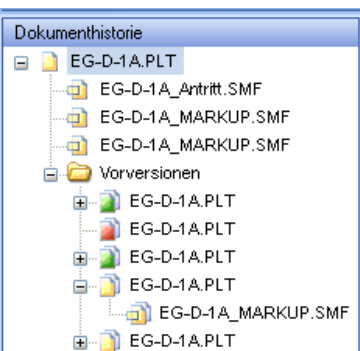 Dokumenthistorie
EG-D-1A.PLT
EG-D-1A_Antritt.SMF
EG-D-1A_MARKUP.SMF
EG-D-1A_MARKUP.SMF
Vorversionen
EG-D-1A.PLT
EG-D-1A.PLT
EG-D-1A.PLT
EG-D-1A.PLT
EG-D-1A_MARKUP.SMF
EG-D-1A.PLT